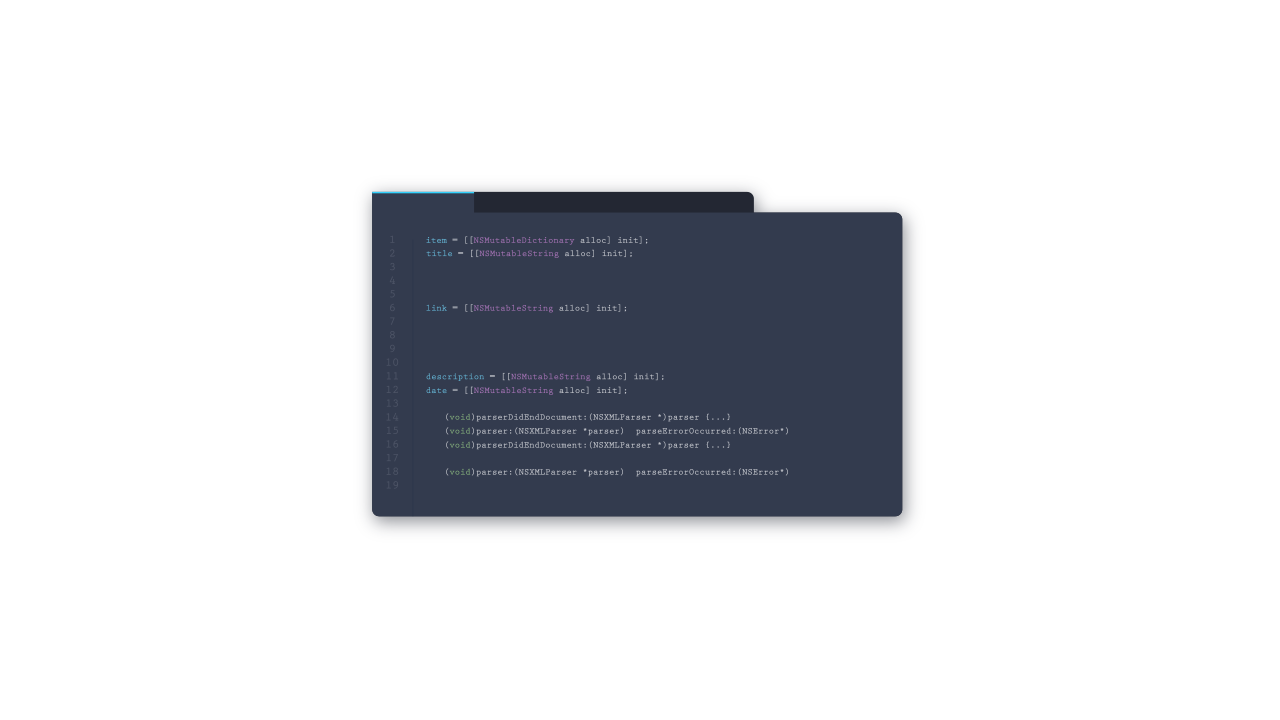 1 item = [[NSMutableDictionary alloc] init];
2 title = [[NSMutableString alloc] init];
3
4
5
6 link = [[NSMutableString alloc] init];
7
8
9
10
11 description = [[NSMutableString alloc] init];
12 date = [[NSMutableString alloc] init];
13
14 (void)parserDidEndDocument:(NSXMLParser *)parser {...}
15 (void)parser:(NSXMLParser *parser) parseErrorOccurred:(NSError*)
16 (void)parserDidEndDocument:(NSXMLParser *)parser {...}
17
18 (void)parser:(NSXMLParser *parser) parseErrorOccurred:(NSError*)
19